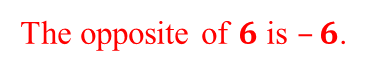 The opposite of 6 is – 6.